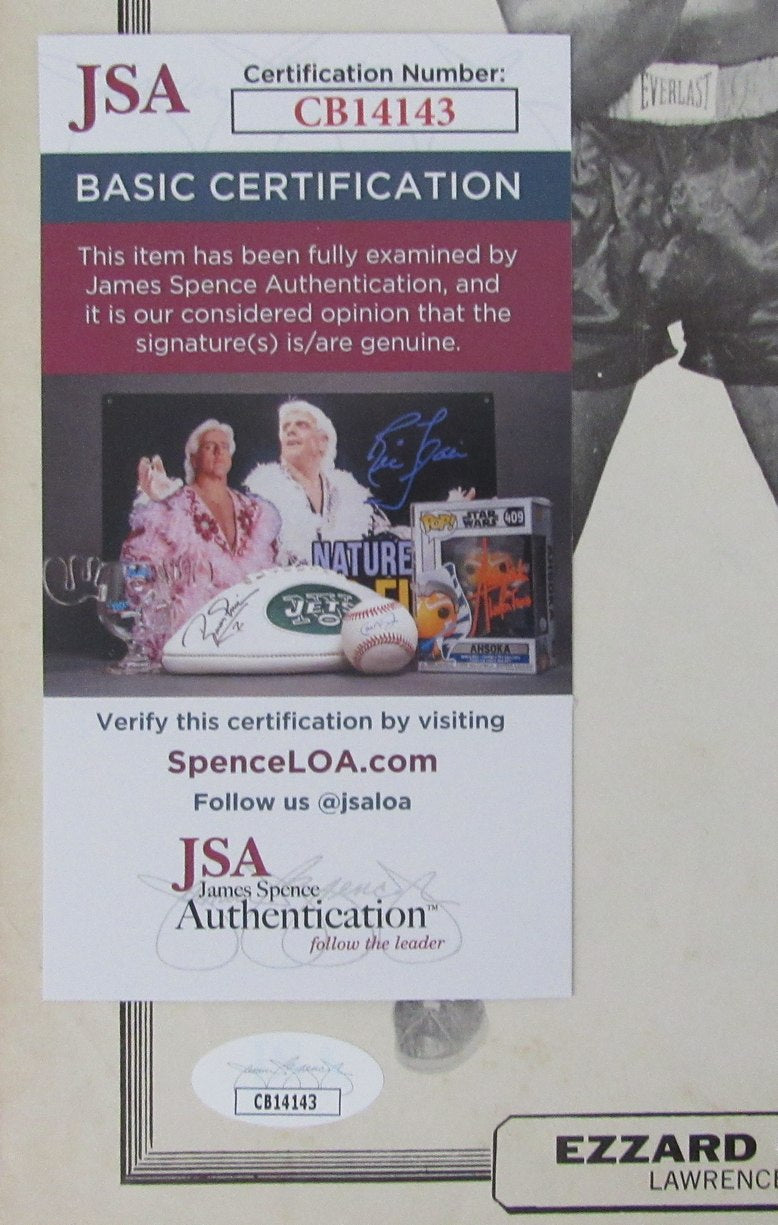 JSA
Certification Number:
CB14143
EVERLAST
BASIC CERTIFICATION
This item has been fully examined by
James Spence Authentication, and
it is our considered opinion that the
signature(s) is/are genuine.
NATURE
JETS
POP!
STAR
WARS
409
AHSOKA
Verify this certification by visiting
SpenceLOA.com
Follow us @jsaloa
JSA
James Spence
Authentication™
follow the leader
CB14143
EZZARD
LAWRENCE